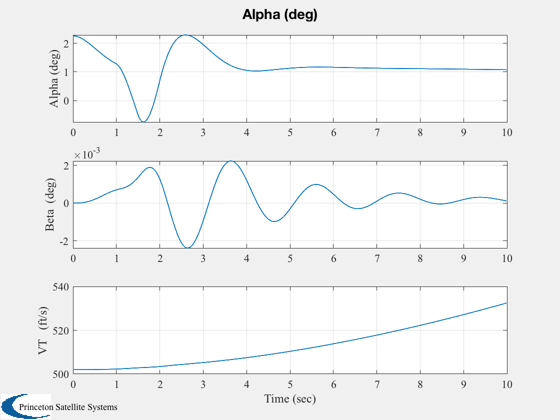 Alpha (deg)
Alpha (deg)
2
1
0
0 1 2 3 4 5 6 7 8 9 10
×10⁻³
Beta (deg)
2
0
-2
0 1 2 3 4 5 6 7 8 9 10
VT (ft/s)
540
520
500
0 1 2 3 4 5 6 7 8 9 10
Time (sec)
Princeton Satellite Systems